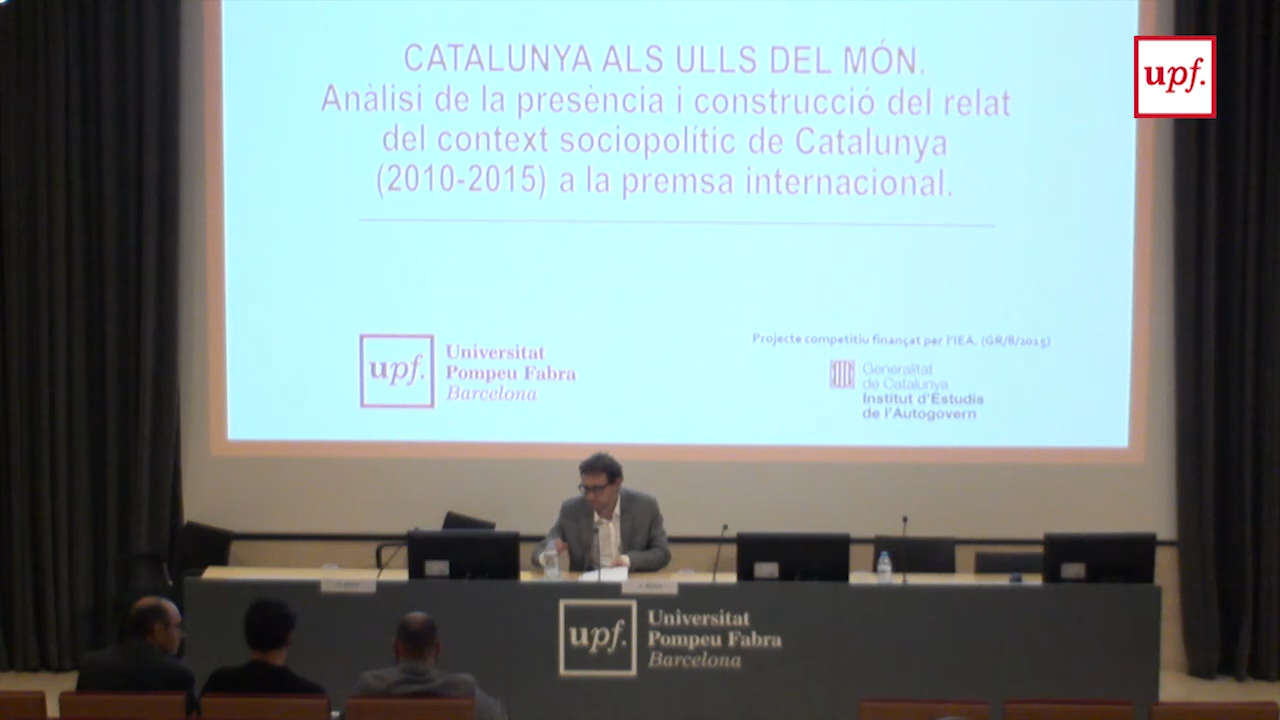 CATALUNYA ALS ULLS DEL MÓN.
Anàlisi de la presència i construcció del relat
del context sociopolític de Catalunya
(2010-2015) a la premsa internacional.
upf.
upf.
Universitat
Pompeu Fabra
Barcelona
Projecte competitiu finançat per l'IEA. (GR/8/2015)
Generalitat
de Catalunya
Institut d'Estudis
de l'Autogovern
upf.
Universitat
Pompeu Fabra
Barcelona